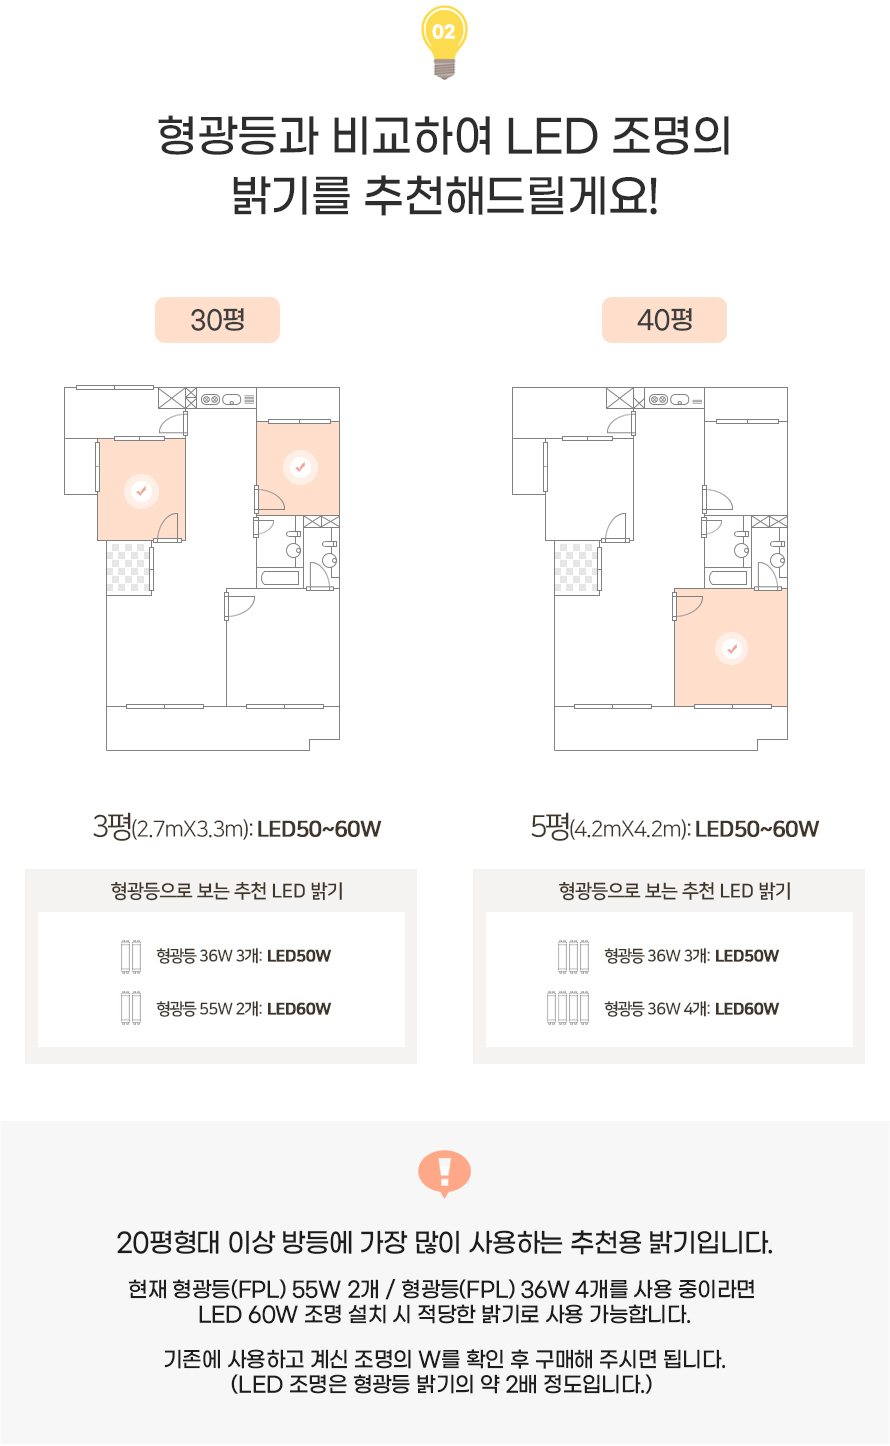 02
형광등과 비교하여 LED 조명의
밝기를 추천해드릴게요!
30평
40평
3평(2.7mX3.3m): LED50~60W
5평(4.2mX4.2m): LED50~60W
형광등으로 보는 추천 LED 밝기
형광등 36W 3개: LED50W
형광등 55W 2개: LED60W
형광등으로 보는 추천 LED 밝기
형광등 36W 3개: LED50W
형광등 36W 4개: LED60W
!
20평형대 이상 방등에 가장 많이 사용하는 추천용 밝기입니다.
현재 형광등(FPL) 55W 2개 / 형광등(FPL) 36W 4개를 사용 중이라면
LED 60W 조명 설치 시 적당한 밝기로 사용 가능합니다.
기존에 사용하고 계신 조명의 W를 확인 후 구매해 주시면 됩니다.
(LED 조명은 형광등 밝기의 약 2배 정도입니다.)